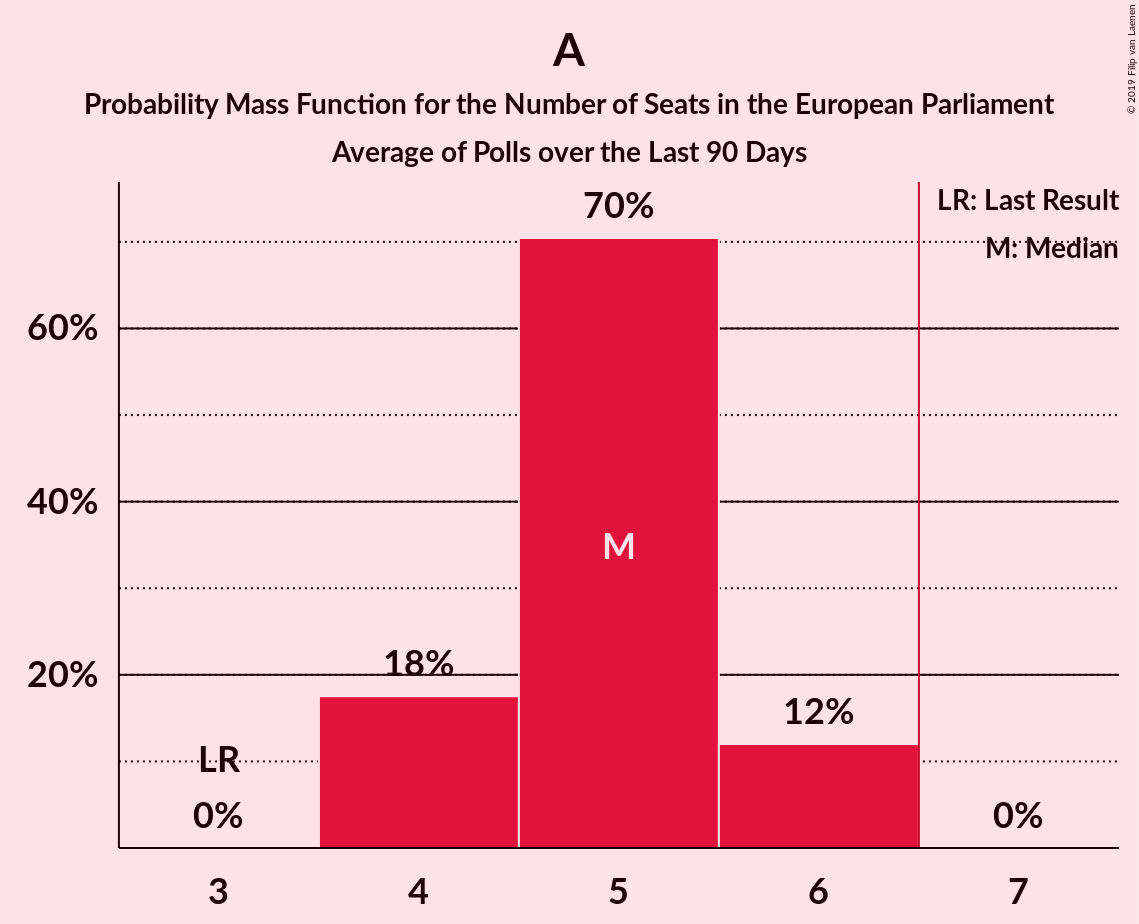 A
Probability Mass Function for the Number of Seats in the European Parliament
Average of Polls over the Last 90 Days
© 2019 Filip van Laenen
LR: Last Result
M: Median
70%
60%
40%
M
20%
18%
12%
LR
0%
0%
3 4 5 6 7